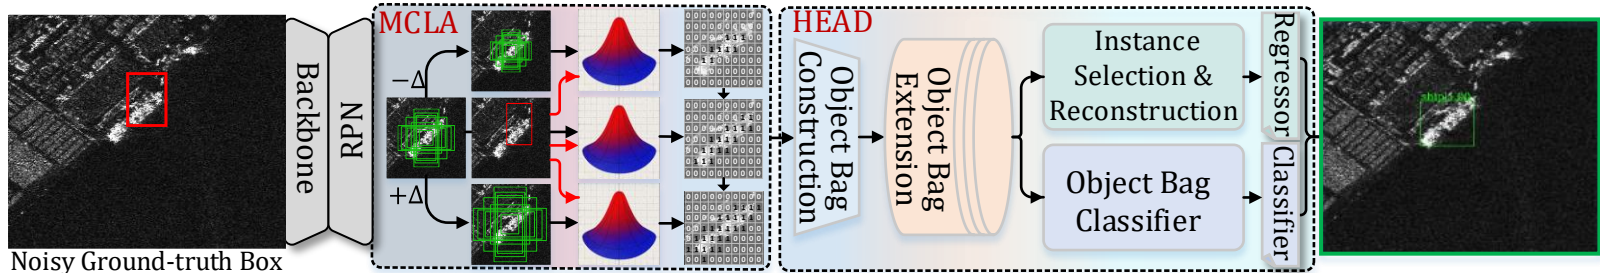 Noisy Ground-truth Box
Backbone
RPN
MCLA
−Δ
+Δ
HEAD
Object Bag
Construction
Object Bag
Extension
Instance
Selection &
Reconstruction
Object Bag
Classifier
Regressor
Classifier